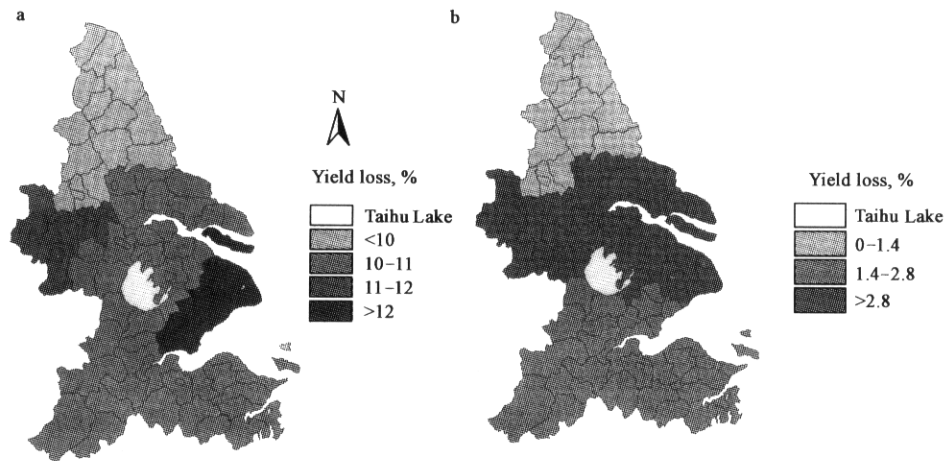 a
b
N
Yield loss, %
Taihu Lake
<10
10–11
11–12
>12
Yield loss, %
Taihu Lake
0–1.4
1.4–2.8
>2.8